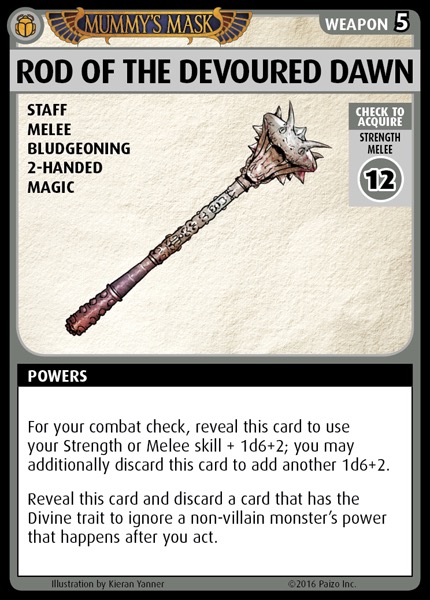 MUMMY'S MASK
WEAPON 5
ROD OF THE DEVOURED DAWN
STAFF
MELEE
BLUDGEONING
2-HANDED
MAGIC
CHECK TO
ACQUIRE
STRENGTH
MELEE
12
POWERS
For your combat check, reveal this card to use
your Strength or Melee skill + 1d6+2; you may
additionally discard this card to add another 1d6+2.
Reveal this card and discard a card that has the
Divine trait to ignore a non-villain monster's power
that happens after you act.
Illustration by Kieran Yanner
©2016 Paizo Inc.